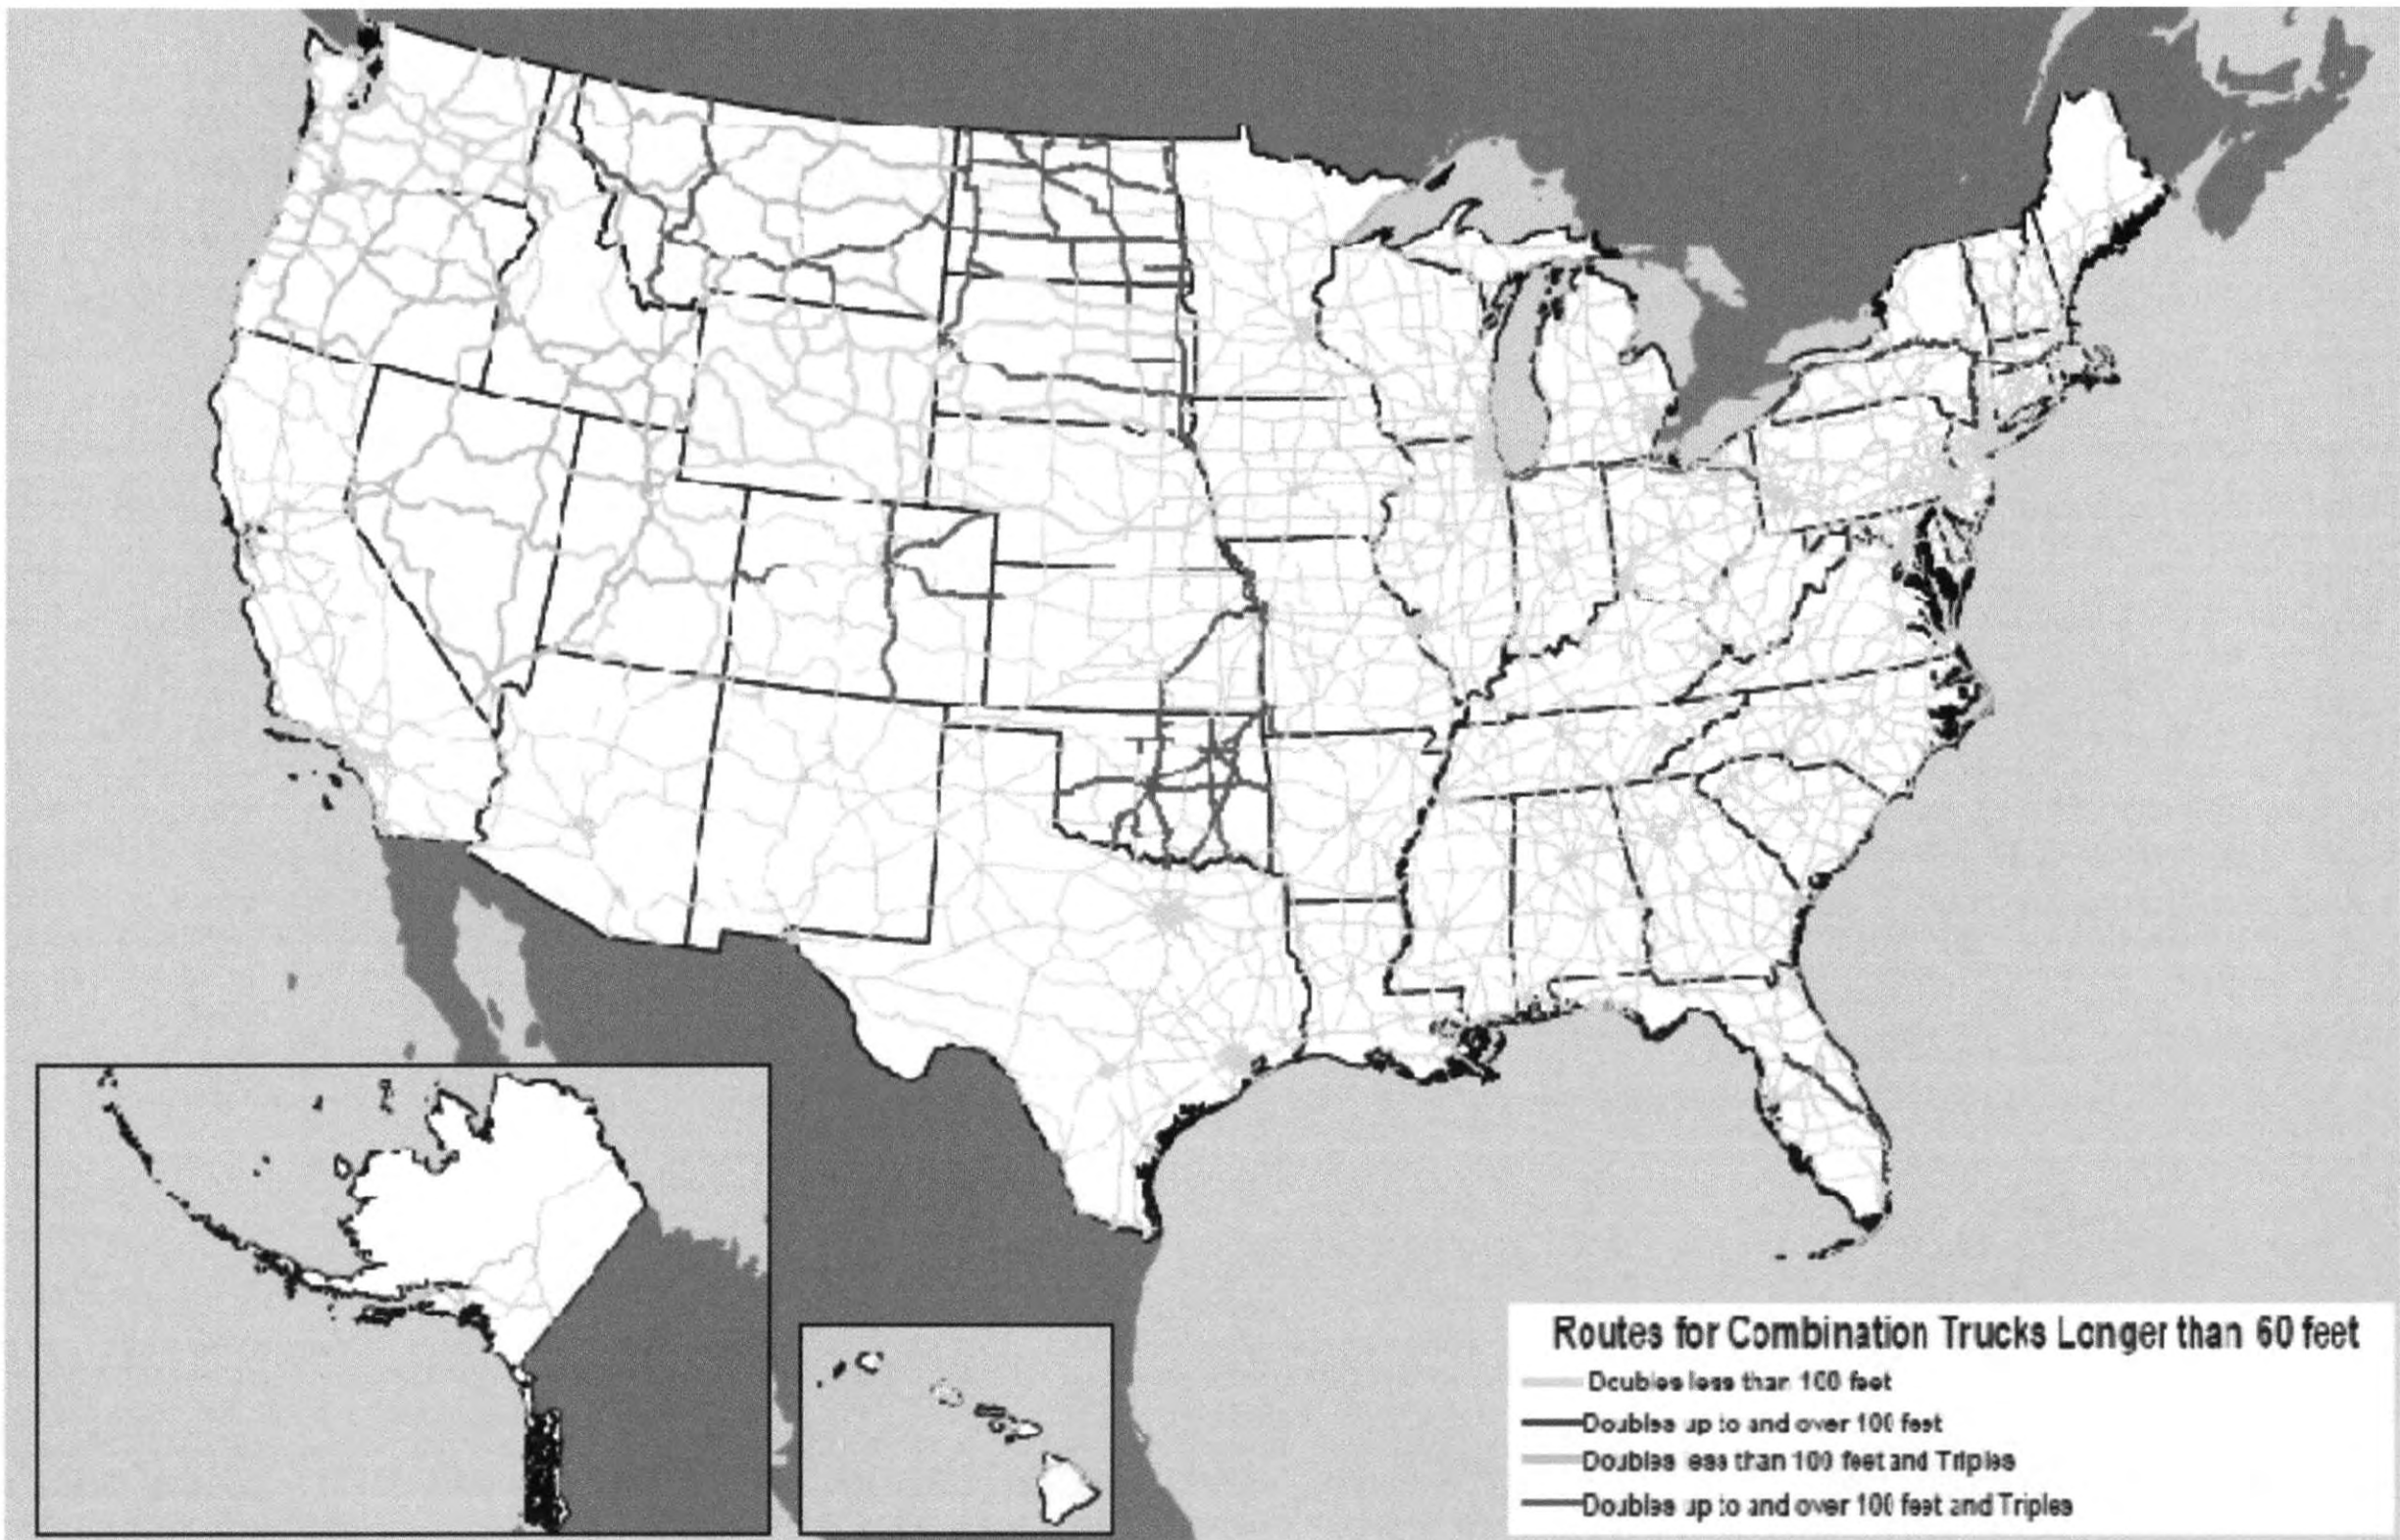 Routes for Combination Trucks Longer than 60 feet
Doubles less than 100 feet
Doubles up to and over 100 feet
Doubles less than 100 feet and Triples
Doubles up to and over 100 feet and Triples